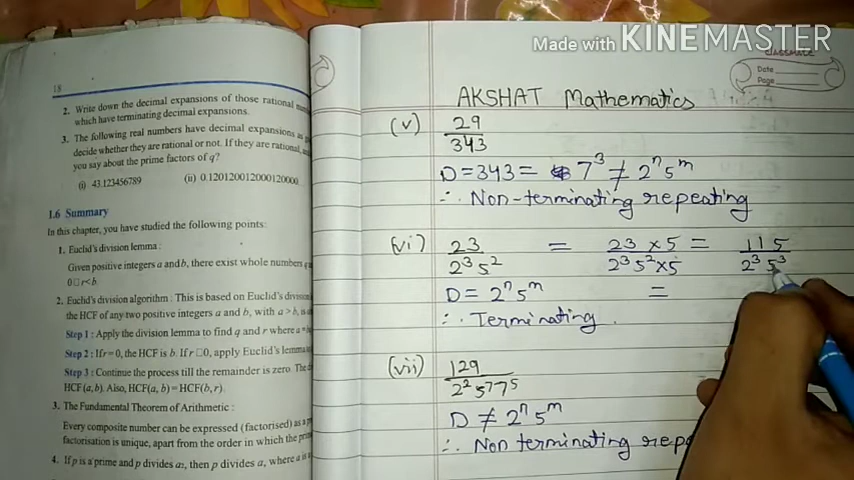 Made with KINEMASTER
18
2. Write down the decimal expansions of those rational
which have terminating decimal expansions.
3. The following real numbers have decimal expansions as
decide whether they are rational or not. If they are rational,
you say about the prime factors of q?
(i) 43.123456789 (ii) 0.120120012000120000
1.6 Summary
In this chapter, you have studied the following points:
1. Euclid's division lemma :
Given positive integers a and b, there exist whole numbers
0 □ r < b.
2. Euclid's division algorithm : This is based on Euclid's division
the HCF of any two positive integers a and b, with a > b, is
Step 1 : Apply the division lemma to find q and r where a =
Step 2 : If r = 0, the HCF is b. If r □ 0, apply Euclid's lemma
Step 3 : Continue the process till the remainder is zero. The
HCF (a, b). Also, HCF(a, b) = HCF(b, r).
3. The Fundamental Theorem of Arithmetic :
Every composite number can be expressed (factorised) as a
factorisation is unique, apart from the order in which the
4. If p is a prime and p divides a², then p divides a, where a is
CLASSMATE
Date
Page
AKSHAT Mathematics
(v) 29/343
D = 343 = 7³ ≠ 2ⁿ5ᵐ
∴ Non-terminating repeating
(vi) 23/2³5² = 23×5/2³5²×5 = 115/2³5³
D = 2ⁿ5ᵐ =
∴ Terminating.
(vii) 129/2²5⁷7⁵
D ≠ 2ⁿ5ᵐ
∴ Non terminating